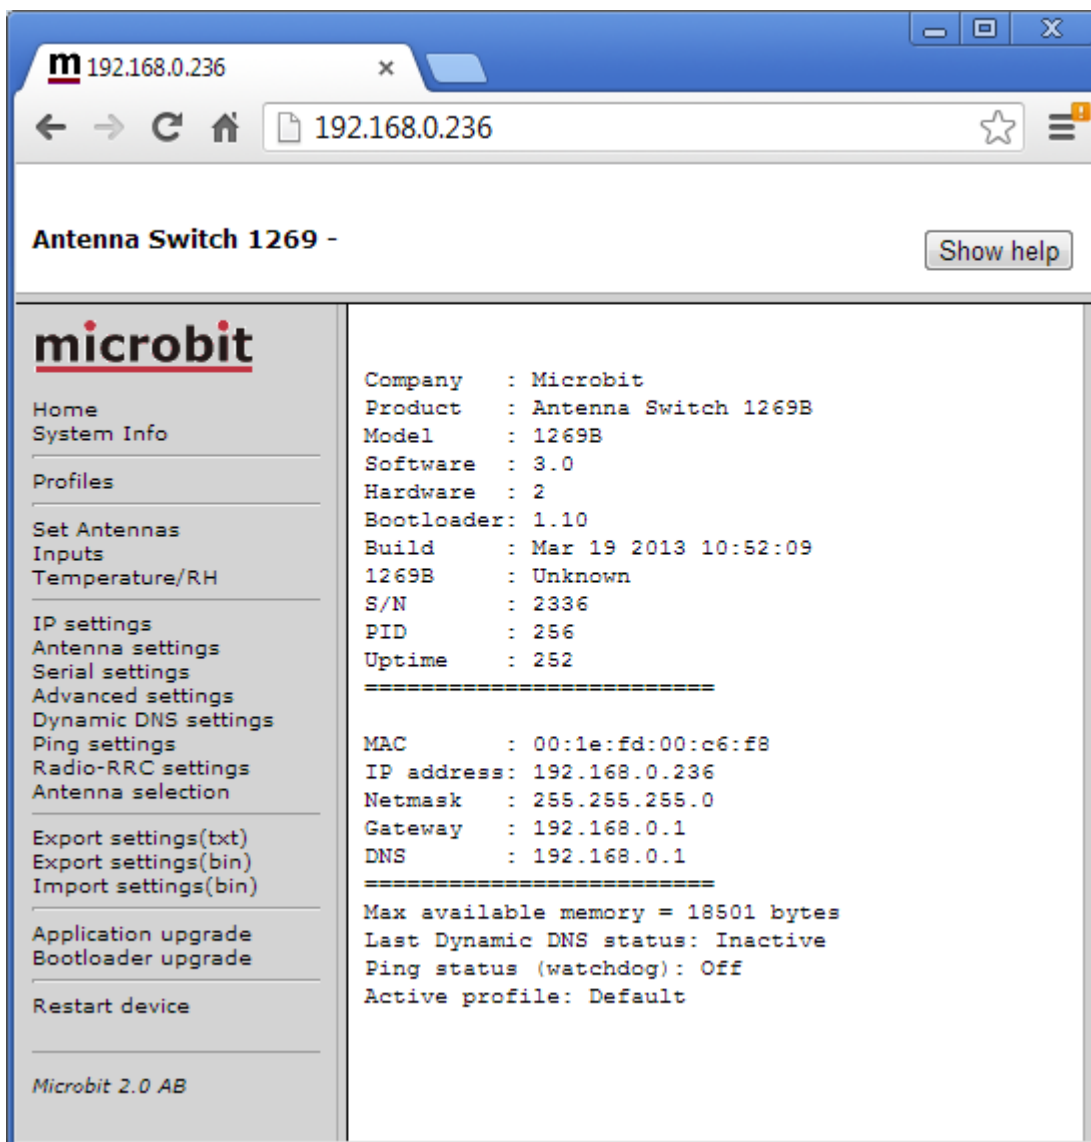 192.168.0.236
192.168.0.236
Antenna Switch 1269 -
Show help
microbit
Home
System Info
Profiles
Set Antennas
Inputs
Temperature/RH
IP settings
Antenna settings
Serial settings
Advanced settings
Dynamic DNS settings
Ping settings
Radio-RRC settings
Antenna selection
Export settings(txt)
Export settings(bin)
Import settings(bin)
Application upgrade
Bootloader upgrade
Restart device
Microbit 2.0 AB
Company   : Microbit
Product   : Antenna Switch 1269B
Model     : 1269B
Software  : 3.0
Hardware  : 2
Bootloader: 1.10
Build     : Mar 19 2013 10:52:09
1269B     : Unknown
S/N       : 2336
PID       : 256
Uptime    : 252
=========================
MAC       : 00:1e:fd:00:c6:f8
IP address: 192.168.0.236
Netmask   : 255.255.255.0
Gateway   : 192.168.0.1
DNS       : 192.168.0.1
=========================
Max available memory = 18501 bytes
Last Dynamic DNS status: Inactive
Ping status (watchdog): Off
Active profile: Default